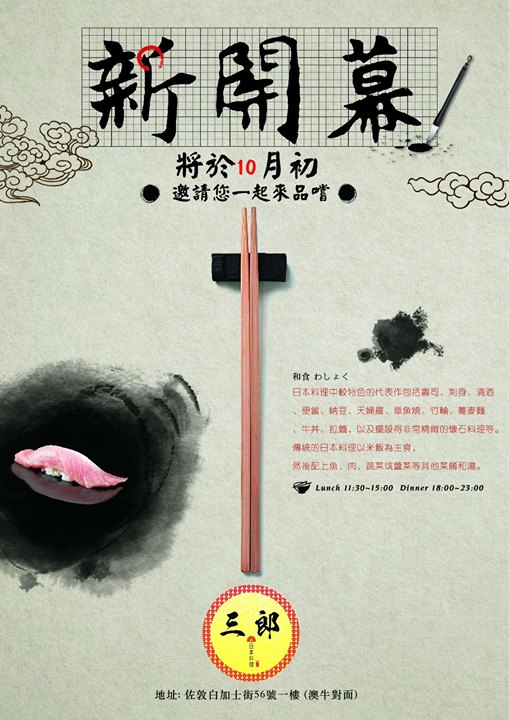 新開幕
將於10月初
邀請您一起來品嚐
和食 わしょく
日本料理中較特色的代表作包括壽司、刺身、清酒
、便當、納豆、天婦羅、章魚燒、竹輪、蕎麥麵
、牛丼、拉麵，以及擺設得非常精緻的懷石料理等。
傳統的日本料理以米飯為主食，
然後配上魚、肉、蔬菜或醬菜等其他菜餚和湯。
Lunch 11:30~15:00 Dinner 18:00~23:00
三郎
日本料理
地址: 佐敦白加士街56號一樓 (澳牛對面)